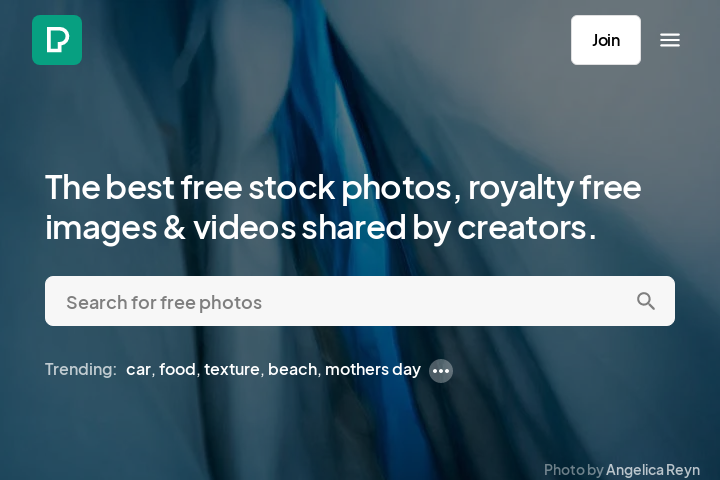 Join
The best free stock photos, royalty free
images & videos shared by creators.
Search for free photos
Trending: car, food, texture, beach, mothers day
Photo by Angelica Reyn